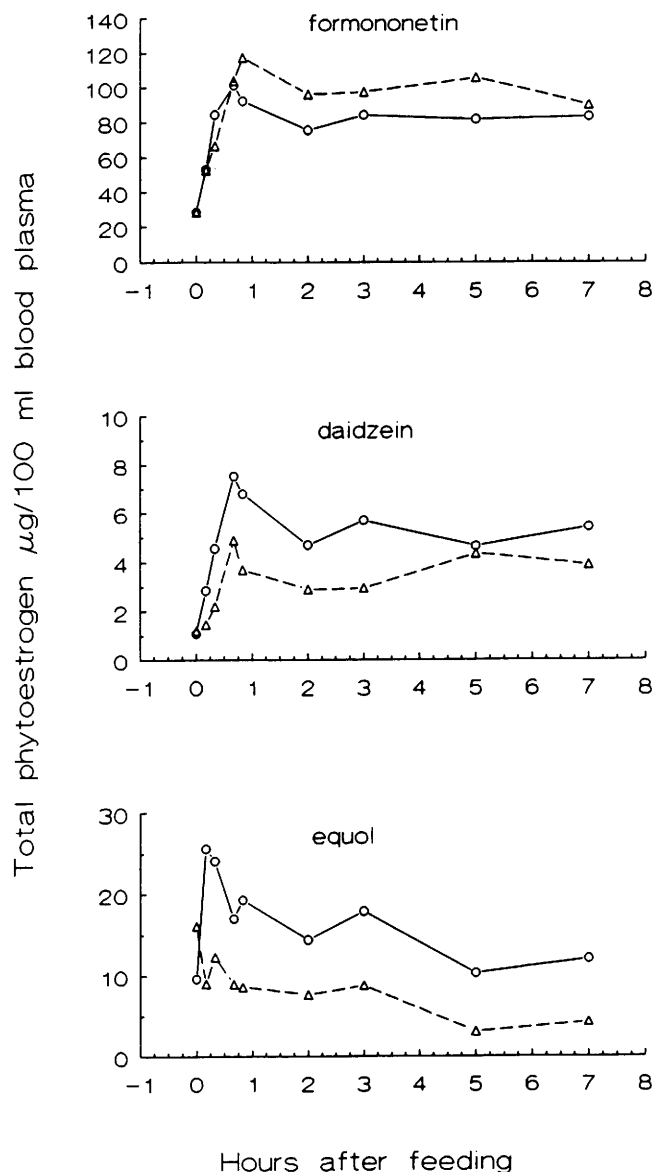 Total phytoestrogen µg/100 ml blood plasma
formononetin
140
120
100
80
60
40
20
0
-1 0 1 2 3 4 5 6 7 8
daidzein
10
8
6
4
2
0
-1 0 1 2 3 4 5 6 7 8
equol
30
20
10
0
-1 0 1 2 3 4 5 6 7 8
Hours after feeding